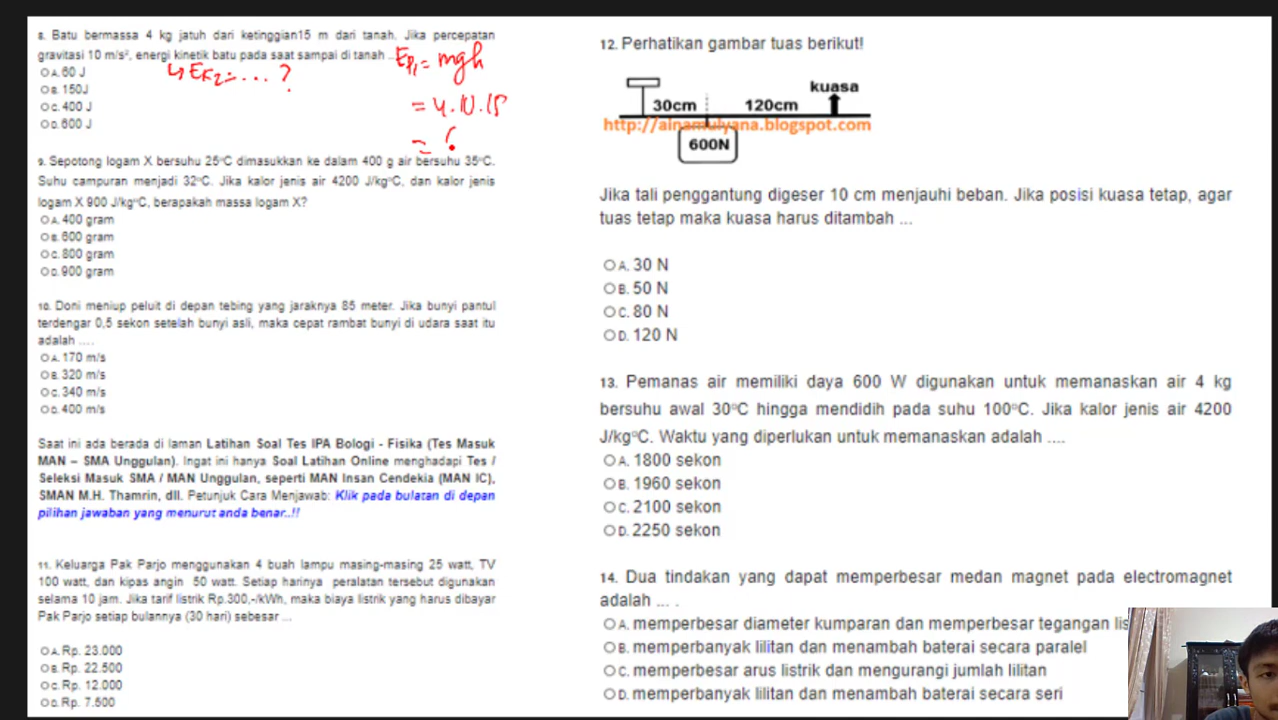 8. Batu bermassa 4 kg jatuh dari ketinggian15 m dari tanah. Jika percepatan
gravitasi 10 m/s², energi kinetik batu pada saat sampai di tanah ...
A. 60 J
B. 150J
C. 400 J
D. 600 J
↳ EK2 = ... ?
Ep1 = mgh
= 4.10.15
= 6
9. Sepotong logam X bersuhu 25°C dimasukkan ke dalam 400 g air bersuhu 35°C.
Suhu campuran menjadi 32°C. Jika kalor jenis air 4200 J/kg°C, dan kalor jenis
logam X 900 J/kg°C, berapakah massa logam X?
A. 400 gram
B. 600 gram
C. 800 gram
D. 900 gram
10. Doni meniup peluit di depan tebing yang jaraknya 85 meter. Jika bunyi pantul
terdengar 0,5 sekon setelah bunyi asli, maka cepat rambat bunyi di udara saat itu
adalah ....
A. 170 m/s
B. 320 m/s
C. 340 m/s
D. 400 m/s
Saat ini ada berada di laman Latihan Soal Tes IPA Bologi - Fisika (Tes Masuk
MAN – SMA Unggulan). Ingat ini hanya Soal Latihan Online menghadapi Tes /
Seleksi Masuk SMA / MAN Unggulan, seperti MAN Insan Cendekia (MAN IC),
SMAN M.H. Thamrin, dll. Petunjuk Cara Menjawab: Klik pada bulatan di depan
pilihan jawaban yang menurut anda benar..!!
11. Keluarga Pak Parjo menggunakan 4 buah lampu masing-masing 25 watt, TV
100 watt, dan kipas angin 50 watt. Setiap harinya peralatan tersebut digunakan
selama 10 jam. Jika tarif listrik Rp.300,-/kWh, maka biaya listrik yang harus dibayar
Pak Parjo setiap bulannya (30 hari) sebesar ...
A. Rp. 23.000
B. Rp. 22.500
C. Rp. 12.000
D. Rp. 7.500
12. Perhatikan gambar tuas berikut!
kuasa
30cm 120cm
http://ainamulyana.blogspot.com
600N
Jika tali penggantung digeser 10 cm menjauhi beban. Jika posisi kuasa tetap, agar
tuas tetap maka kuasa harus ditambah ...
A. 30 N
B. 50 N
C. 80 N
D. 120 N
13. Pemanas air memiliki daya 600 W digunakan untuk memanaskan air 4 kg
bersuhu awal 30°C hingga mendidih pada suhu 100°C. Jika kalor jenis air 4200
J/kg°C. Waktu yang diperlukan untuk memanaskan adalah ....
A. 1800 sekon
B. 1960 sekon
C. 2100 sekon
D. 2250 sekon
14. Dua tindakan yang dapat memperbesar medan magnet pada electromagnet
adalah ... .
A. memperbesar diameter kumparan dan memperbesar tegangan lis
B. memperbanyak lilitan dan menambah baterai secara paralel
C. memperbesar arus listrik dan mengurangi jumlah lilitan
D. memperbanyak lilitan dan menambah baterai secara seri